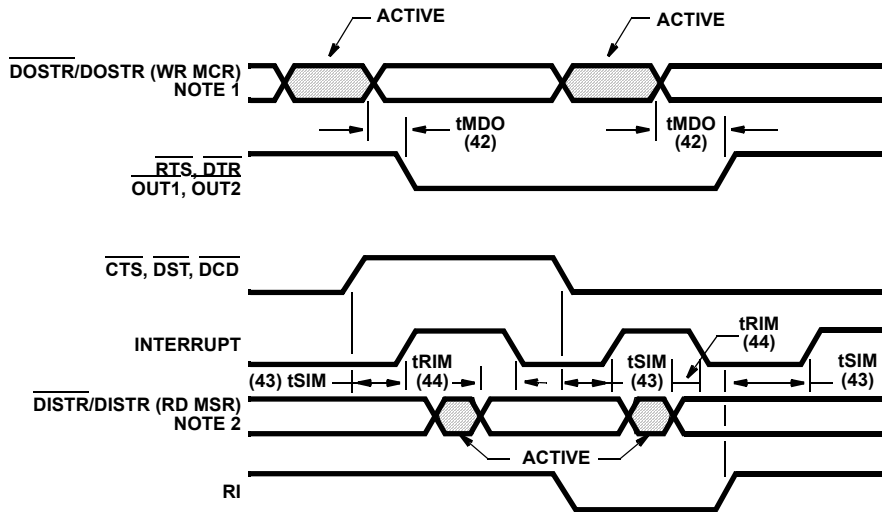 ACTIVE
ACTIVE
DOSTR/DOSTR (WR MCR)
NOTE 1
tMDO
(42)
tMDO
(42)
RTS, DTR
OUT1, OUT2
CTS, DST, DCD
INTERRUPT
tRIM
(44)
(43) tSIM
tRIM
(44)
tSIM
(43)
tSIM
(43)
DISTR/DISTR (RD MSR)
NOTE 2
ACTIVE
RI